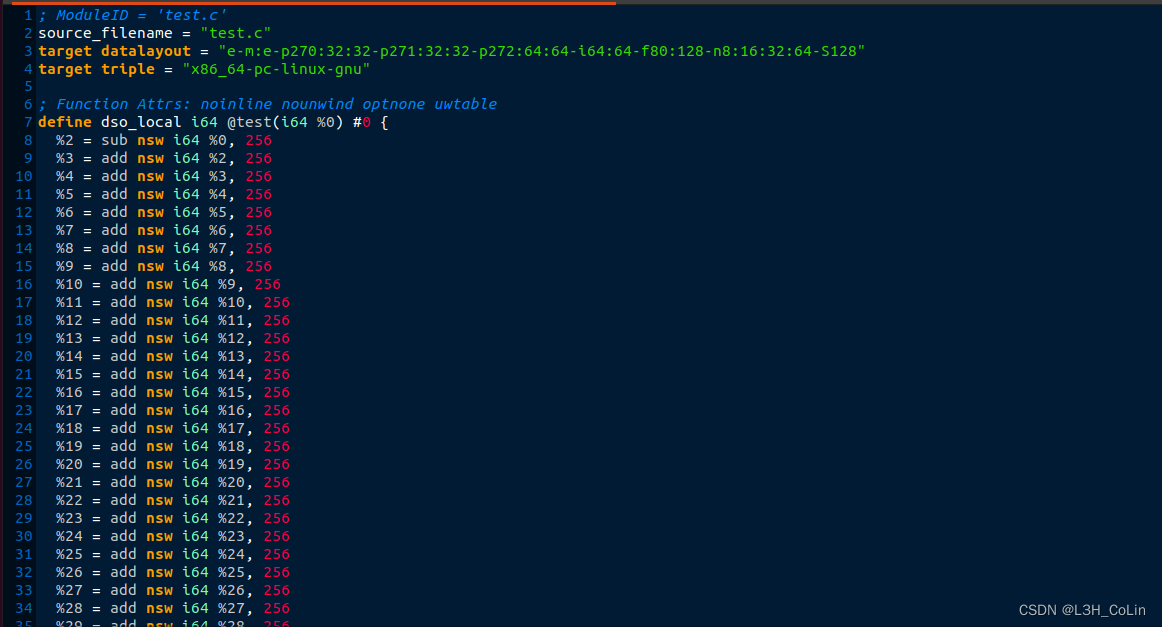 1 ; ModuleID = 'test.c'
2 source_filename = "test.c"
3 target datalayout = "e-m:e-p270:32:32-p271:32:32-p272:64:64-i64:64-f80:128-n8:16:32:64-S128"
4 target triple = "x86_64-pc-linux-gnu"
5
6 ; Function Attrs: noinline nounwind optnone uwtable
7 define dso_local i64 @test(i64 %0) #0 {
8   %2 = sub nsw i64 %0, 256
9   %3 = add nsw i64 %2, 256
10   %4 = add nsw i64 %3, 256
11   %5 = add nsw i64 %4, 256
12   %6 = add nsw i64 %5, 256
13   %7 = add nsw i64 %6, 256
14   %8 = add nsw i64 %7, 256
15   %9 = add nsw i64 %8, 256
16   %10 = add nsw i64 %9, 256
17   %11 = add nsw i64 %10, 256
18   %12 = add nsw i64 %11, 256
19   %13 = add nsw i64 %12, 256
20   %14 = add nsw i64 %13, 256
21   %15 = add nsw i64 %14, 256
22   %16 = add nsw i64 %15, 256
23   %17 = add nsw i64 %16, 256
24   %18 = add nsw i64 %17, 256
25   %19 = add nsw i64 %18, 256
26   %20 = add nsw i64 %19, 256
27   %21 = add nsw i64 %20, 256
28   %22 = add nsw i64 %21, 256
29   %23 = add nsw i64 %22, 256
30   %24 = add nsw i64 %23, 256
31   %25 = add nsw i64 %24, 256
32   %26 = add nsw i64 %25, 256
33   %27 = add nsw i64 %26, 256
34   %28 = add nsw i64 %27, 256
35   %29 = add nsw i64 %28, 256
CSDN @L3H_CoLin